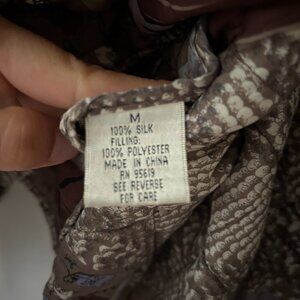 M
100% SILK
FILLING:
100% POLYESTER
MADE IN CHINA
RN 95619
SEE REVERSE
FOR CARE